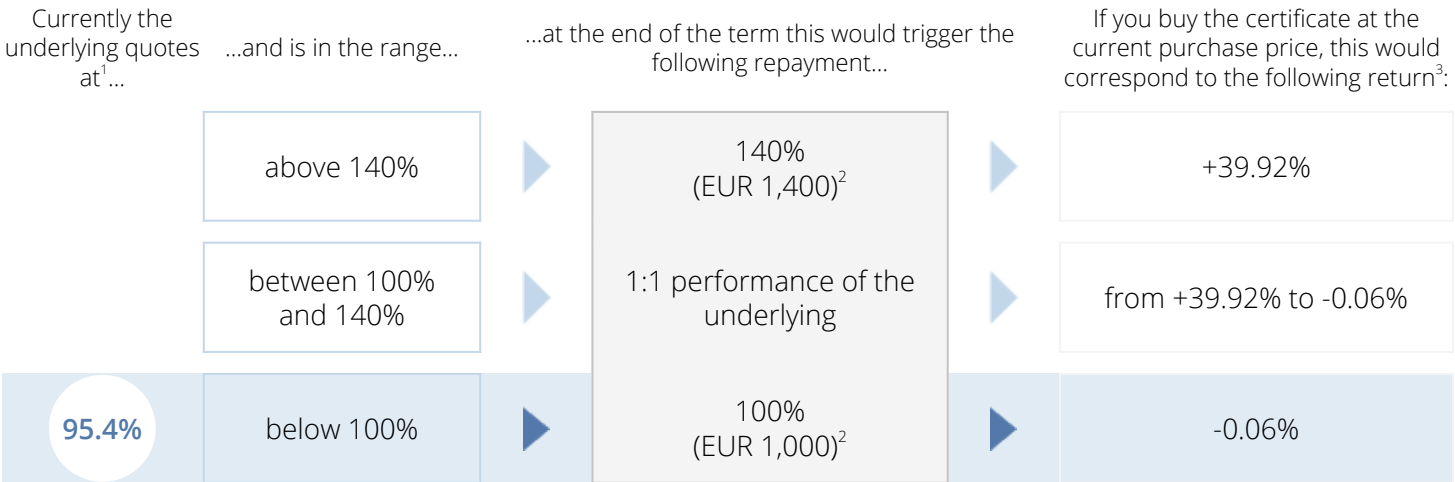 Currently the
underlying quotes
at¹...
...and is in the range...
...at the end of the term this would trigger the
following repayment...
If you buy the certificate at the
current purchase price, this would
correspond to the following return³:
above 140%
140%
(EUR 1,400)²
+39.92%
between 100%
and 140%
1:1 performance of the
underlying
from +39.92% to -0.06%
95.4%
below 100%
100%
(EUR 1,000)²
-0.06%